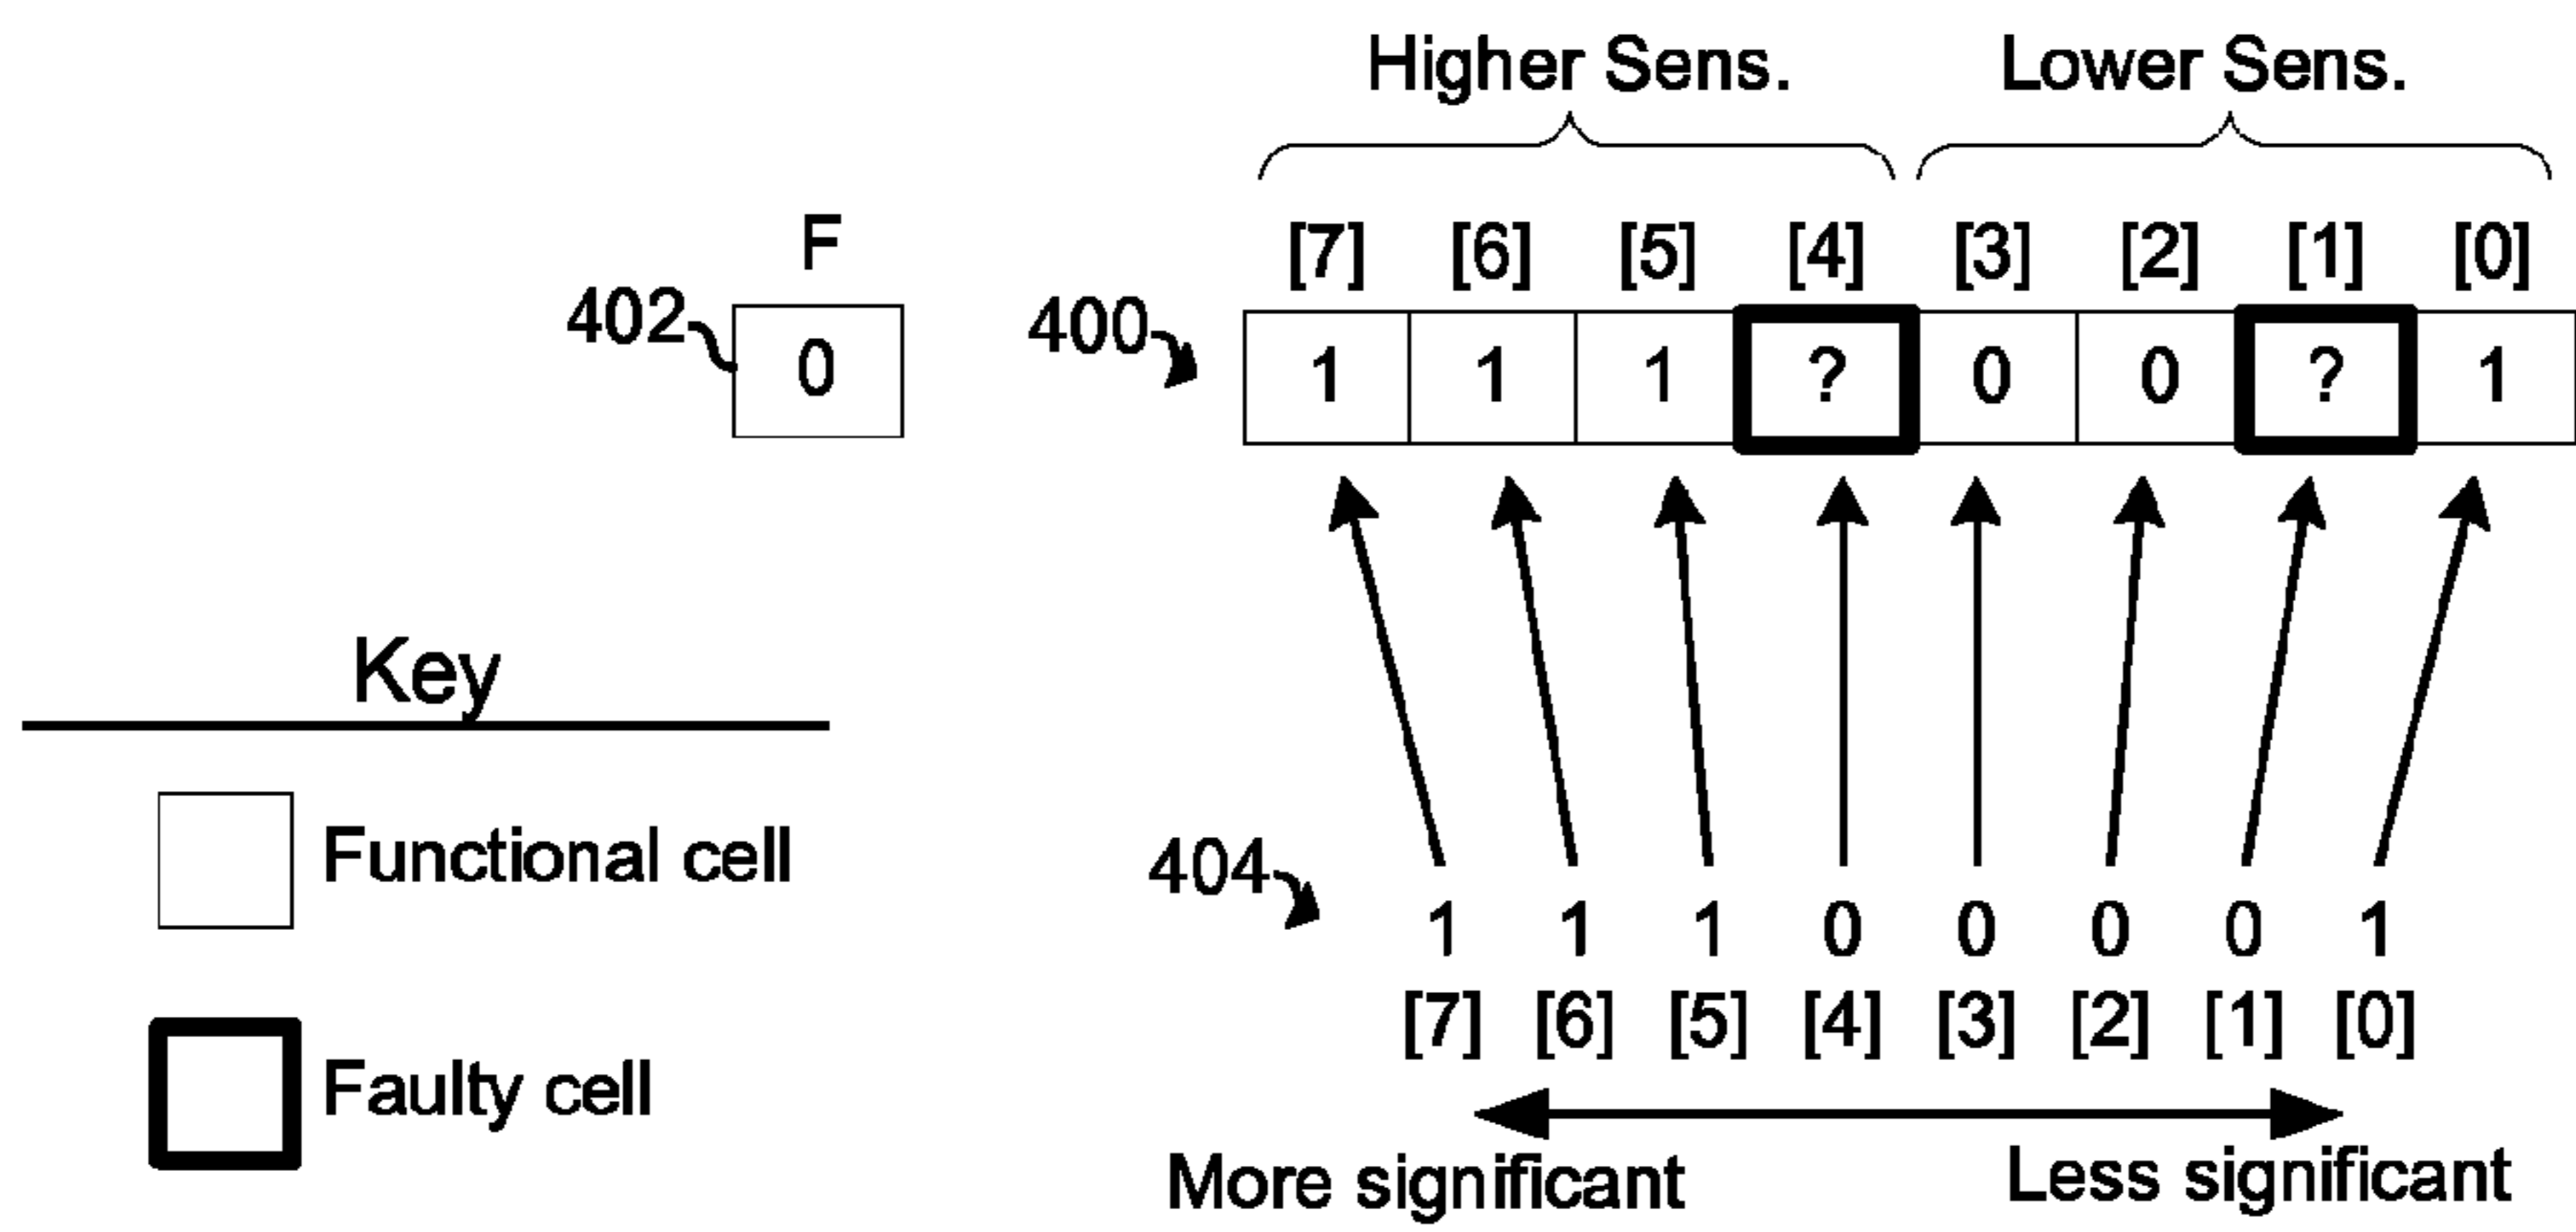 Higher Sens. Lower Sens.
F [7] [6] [5] [4] [3] [2] [1] [0]
402 0 400 1 1 1 ? 0 0 ? 1
Key
Functional cell
404 1 1 1 0 0 0 0 1
[7] [6] [5] [4] [3] [2] [1] [0]
Faulty cell
More significant Less significant